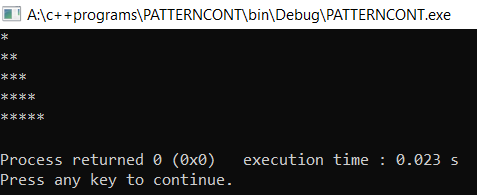 A:\c++programs\PATTERNCONT\bin\Debug\PATTERNCONT.exe
*
**
***
****
*****
Process returned 0 (0x0)   execution time : 0.023 s
Press any key to continue.